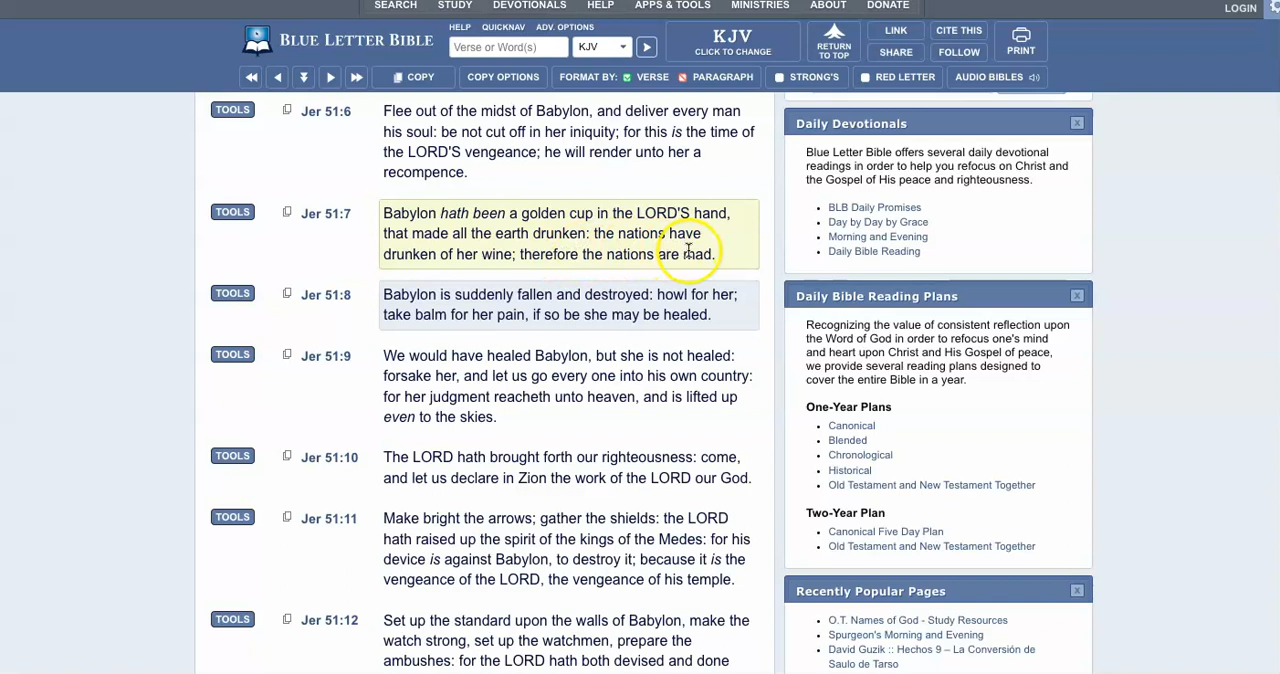 SEARCH STUDY DEVOTIONALS HELP APPS & TOOLS MINISTRIES ABOUT DONATE LOGIN
BLUE LETTER BIBLE
HELP QUICKNAV ADV. OPTIONS
Verse or Word(s) KJV
KJV
CLICK TO CHANGE
RETURN
TO TOP
LINK CITE THIS
SHARE FOLLOW
PRINT
COPY COPY OPTIONS FORMAT BY: VERSE PARAGRAPH STRONG'S RED LETTER AUDIO BIBLES
TOOLS Jer 51:6 Flee out of the midst of Babylon, and deliver every man
his soul: be not cut off in her iniquity; for this is the time of
the LORD'S vengeance; he will render unto her a
recompence.
TOOLS Jer 51:7 Babylon hath been a golden cup in the LORD'S hand,
that made all the earth drunken: the nations have
drunken of her wine; therefore the nations are mad.
TOOLS Jer 51:8 Babylon is suddenly fallen and destroyed: howl for her;
take balm for her pain, if so be she may be healed.
TOOLS Jer 51:9 We would have healed Babylon, but she is not healed:
forsake her, and let us go every one into his own country:
for her judgment reacheth unto heaven, and is lifted up
even to the skies.
TOOLS Jer 51:10 The LORD hath brought forth our righteousness: come,
and let us declare in Zion the work of the LORD our God.
TOOLS Jer 51:11 Make bright the arrows; gather the shields: the LORD
hath raised up the spirit of the kings of the Medes: for his
device is against Babylon, to destroy it; because it is the
vengeance of the LORD, the vengeance of his temple.
TOOLS Jer 51:12 Set up the standard upon the walls of Babylon, make the
watch strong, set up the watchmen, prepare the
ambushes: for the LORD hath both devised and done
Daily Devotionals X
Blue Letter Bible offers several daily devotional
readings in order to help you refocus on Christ and
the Gospel of His peace and righteousness.
BLB Daily Promises
Day by Day by Grace
Morning and Evening
Daily Bible Reading
Daily Bible Reading Plans X
Recognizing the value of consistent reflection upon
the Word of God in order to refocus one's mind
and heart upon Christ and His Gospel of peace,
we provide several reading plans designed to
cover the entire Bible in a year.
One-Year Plans
Canonical
Blended
Chronological
Historical
Old Testament and New Testament Together
Two-Year Plan
Canonical Five Day Plan
Old Testament and New Testament Together
Recently Popular Pages X
O.T. Names of God - Study Resources
Spurgeon's Morning and Evening
David Guzik :: Hechos 9 – La Conversión de
Saulo de Tarso